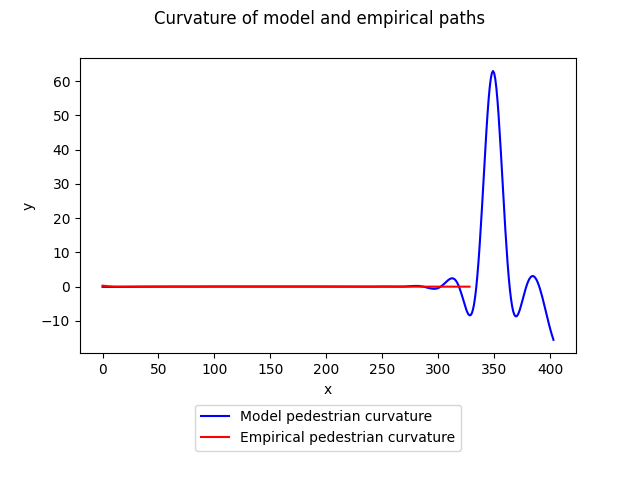 Curvature of model and empirical paths
60
50
40
30
20
10
0
−10
y
0 50 100 150 200 250 300 350 400
x
Model pedestrian curvature
Empirical pedestrian curvature